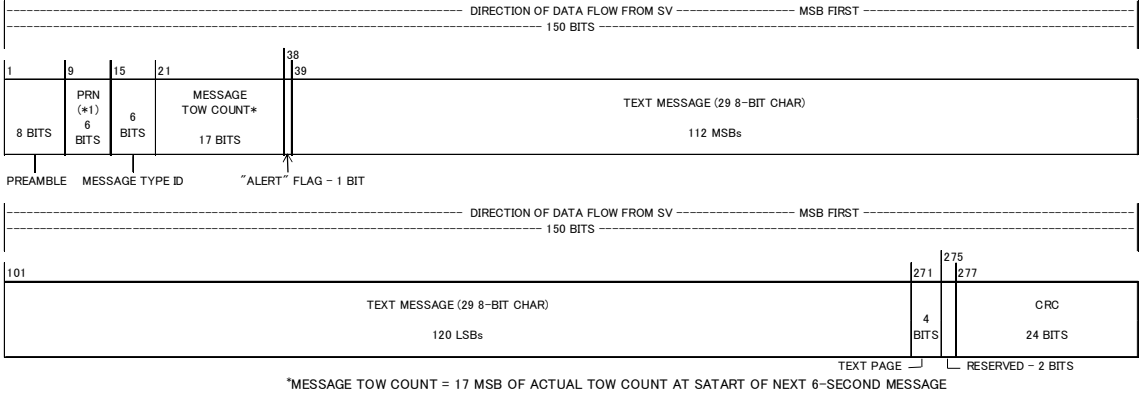 DIRECTION OF DATA FLOW FROM SV MSB FIRST
150 BITS
38
1 9 15 21 39
PRN
(*1)
6
BITS
6
BITS
MESSAGE
TOW COUNT*
17 BITS
TEXT MESSAGE (29 8-BIT CHAR)
112 MSBs
8 BITS
PREAMBLE MESSAGE TYPE ID "ALERT" FLAG - 1 BIT
DIRECTION OF DATA FLOW FROM SV MSB FIRST
150 BITS
275
101 271 277
TEXT MESSAGE (29 8-BIT CHAR)
120 LSBs
4
BITS
CRC
24 BITS
TEXT PAGE RESERVED - 2 BITS
*MESSAGE TOW COUNT = 17 MSB OF ACTUAL TOW COUNT AT SATART OF NEXT 6-SECOND MESSAGE